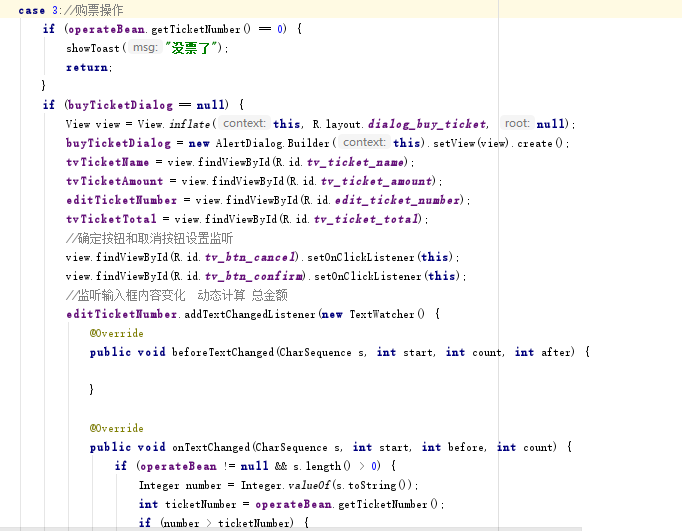 case 3://购票操作
if (operateBean.getTicketNumber() == 0) {
showToast( msg: "没票了");
return;
}
if (buyTicketDialog == null) {
View view = View.inflate( context: this, R.layout.dialog_buy_ticket, root: null);
buyTicketDialog = new AlertDialog.Builder( context: this).setView(view).create();
tvTicketName = view.findViewById(R.id.tv_ticket_name);
tvTicketAmount = view.findViewById(R.id.tv_ticket_amount);
editTicketNumber = view.findViewById(R.id.edit_ticket_number);
tvTicketTotal = view.findViewById(R.id.tv_ticket_total);
//确定按钮和取消按钮设置监听
view.findViewById(R.id.tv_btn_cancel).setOnClickListener(this);
view.findViewById(R.id.tv_btn_confirm).setOnClickListener(this);
//监听输入框内容变化  动态计算 总金额
editTicketNumber.addTextChangedListener(new TextWatcher() {
@Override
public void beforeTextChanged(CharSequence s, int start, int count, int after) {
}
@Override
public void onTextChanged(CharSequence s, int start, int before, int count) {
if (operateBean != null && s.length() > 0) {
Integer number = Integer.valueOf(s.toString());
int ticketNumber = operateBean.getTicketNumber();
if (number > ticketNumber) {